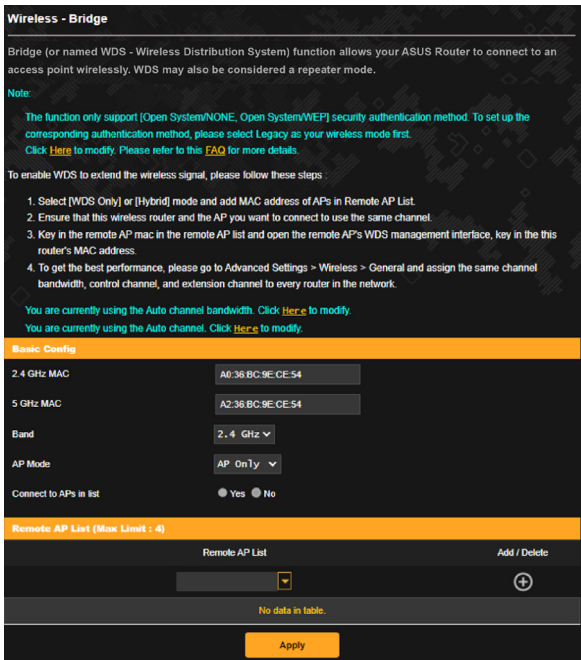 Wireless - Bridge
Bridge (or named WDS - Wireless Distribution System) function allows your ASUS Router to connect to an
access point wirelessly. WDS may also be considered a repeater mode.
Note:
The function only support [Open System/NONE, Open System/WEP] security authentication method. To set up the
corresponding authentication method, please select Legacy as your wireless mode first.
Click Here to modify. Please refer to this FAQ for more details.
To enable WDS to extend the wireless signal, please follow these steps :
1. Select [WDS Only] or [Hybrid] mode and add MAC address of APs in Remote AP List.
2. Ensure that this wireless router and the AP you want to connect to use the same channel.
3. Key in the remote AP mac in the remote AP list and open the remote AP's WDS management interface, key in the this
router's MAC address.
4. To get the best performance, please go to Advanced Settings > Wireless > General and assign the same channel
bandwidth, control channel, and extension channel to every router in the network.
You are currently using the Auto channel bandwidth. Click Here to modify.
You are currently using the Auto channel. Click Here to modify.
Basic Config
2.4 GHz MAC A0:36:BC:9E:CE:54
5 GHz MAC A2:36:BC:9E:CE:54
Band 2.4 GHz
AP Mode AP Only
Connect to APs in list Yes No
Remote AP List (Max Limit : 4)
Remote AP List Add / Delete
No data in table.
Apply